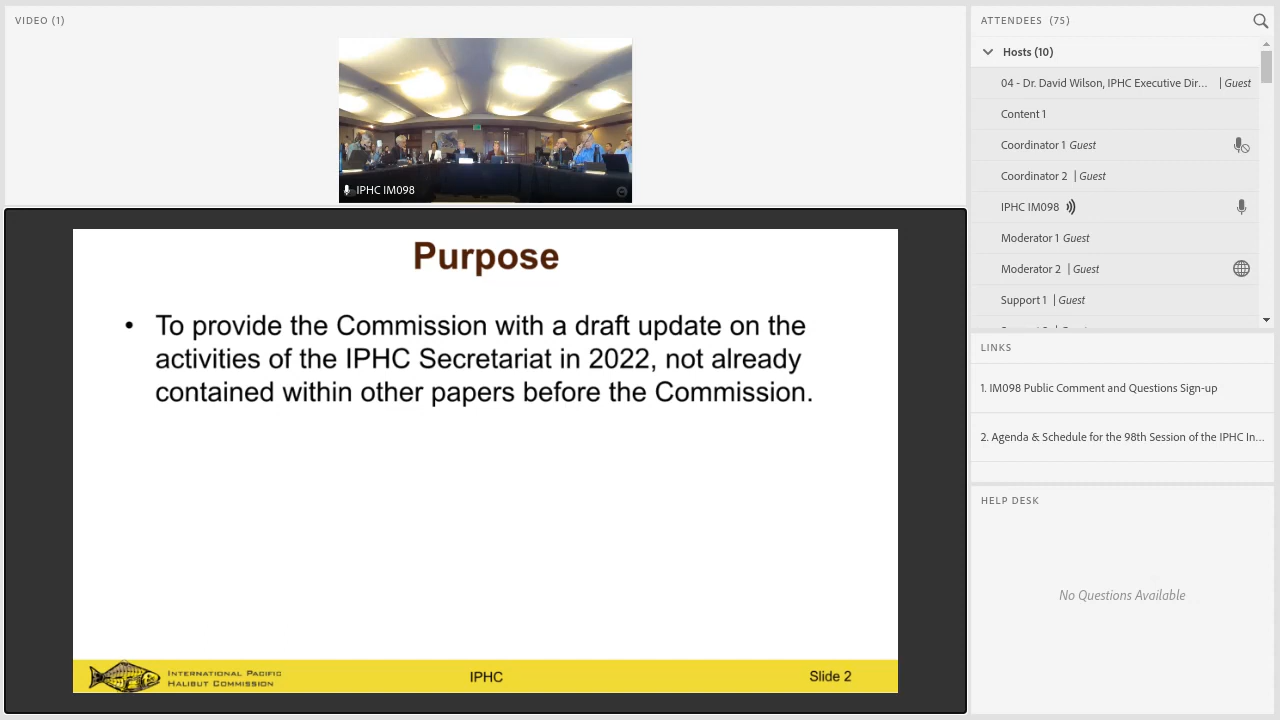 VIDEO (1)
IPHC IM098
Purpose
• To provide the Commission with a draft update on the
activities of the IPHC Secretariat in 2022, not already
contained within other papers before the Commission.
INTERNATIONAL PACIFIC
HALIBUT COMMISSION
IPHC
Slide 2
ATTENDEES (75)
Hosts (10)
04 - Dr. David Wilson, IPHC Executive Dir... | Guest
Content 1
Coordinator 1 Guest
Coordinator 2 | Guest
IPHC IM098
Moderator 1 Guest
Moderator 2 | Guest
Support 1 | Guest
LINKS
1. IM098 Public Comment and Questions Sign-up
2. Agenda & Schedule for the 98th Session of the IPHC In...
HELP DESK
No Questions Available